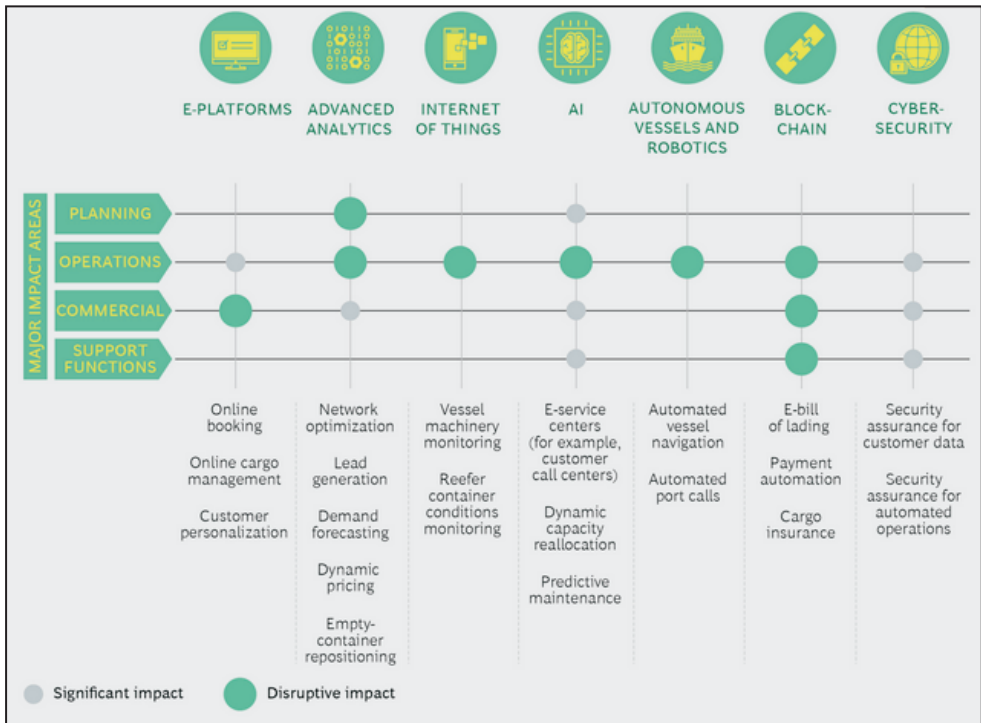 E-PLATFORMS
ADVANCED
ANALYTICS
INTERNET
OF THINGS
AI
AUTONOMOUS
VESSELS AND
ROBOTICS
BLOCK-
CHAIN
CYBER-
SECURITY
MAJOR IMPACT AREAS
PLANNING
OPERATIONS
COMMERCIAL
SUPPORT
FUNCTIONS
Online
booking
Online cargo
management
Customer
personalization
Network
optimization
Lead
generation
Demand
forecasting
Dynamic
pricing
Empty-
container
repositioning
Vessel
machinery
monitoring
Reefer
container
conditions
monitoring
E-service
centers
(for example,
customer
call centers)
Dynamic
capacity
reallocation
Predictive
maintenance
Automated
vessel
navigation
Automated
port calls
E-bill
of lading
Payment
automation
Cargo
insurance
Security
assurance for
customer data
Security
assurance for
automated
operations
Significant impact
Disruptive impact